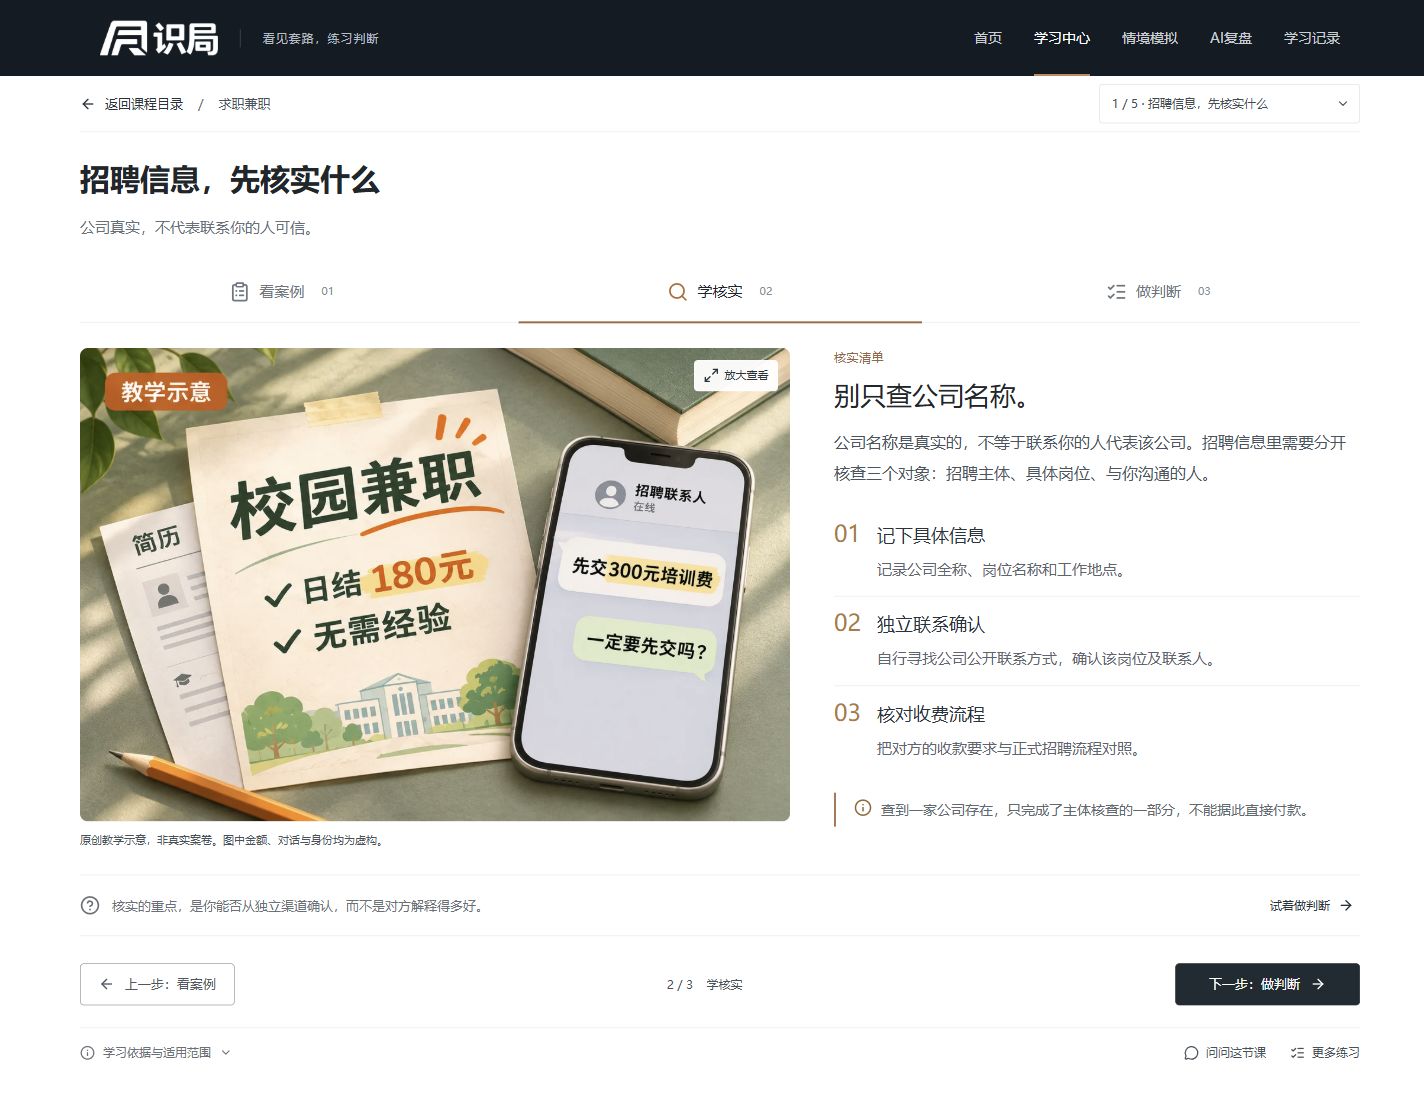 识局
看见套路，练习判断
首页
学习中心
情境模拟
AI复盘
学习记录
返回课程目录 / 求职兼职
1 / 5 · 招聘信息，先核实什么
招聘信息，先核实什么
公司真实，不代表联系你的人可信。
看案例 01
学核实 02
做判断 03
教学示意
放大查看
简历
校园兼职
日结180元
无需经验
招聘联系人
在线
先交300元培训费
一定要先交吗？
原创教学示意，非真实案卷。图中金额、对话与身份均为虚构。
核实清单
别只查公司名称。
公司名称是真实的，不等于联系你的人代表该公司。招聘信息里需要分开
核查三个对象：招聘主体、具体岗位、与你沟通的人。
01 记下具体信息
记录公司全称、岗位名称和工作地点。
02 独立联系确认
自行寻找公司公开联系方式，确认该岗位及联系人。
03 核对收费流程
把对方的收款要求与正式招聘流程对照。
查到一家公司存在，只完成了主体核查的一部分，不能据此直接付款。
核实的重点，是你能否从独立渠道确认，而不是对方解释得多好。
试着做判断
上一步：看案例
2 / 3 学核实
下一步：做判断
学习依据与适用范围
问问这节课
更多练习